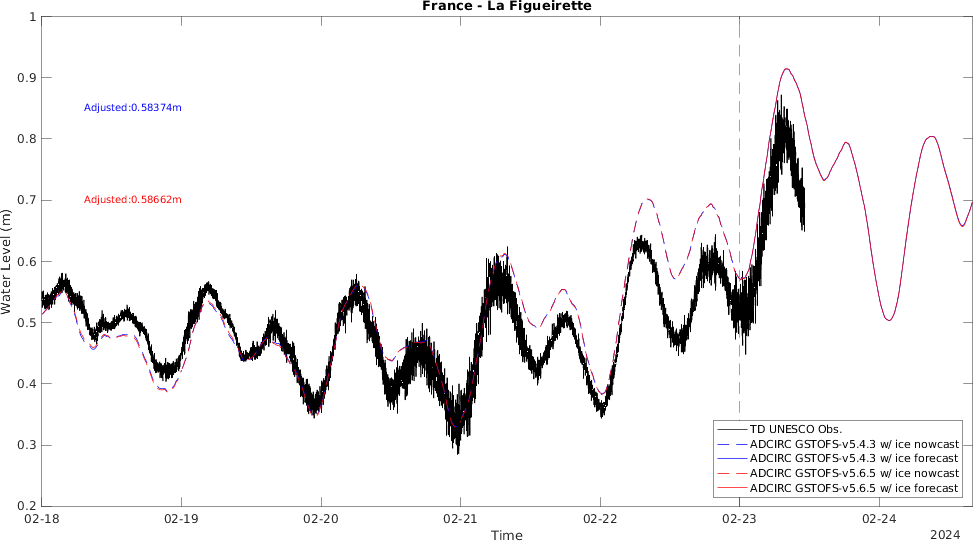 France - La Figueirette
1
0.9
0.8
0.7
0.6
0.5
0.4
0.3
0.2
Water Level (m)
Adjusted:0.58374m
Adjusted:0.58662m
TD UNESCO Obs.
ADCIRC GSTOFS-v5.4.3 w/ ice nowcast
ADCIRC GSTOFS-v5.4.3 w/ ice forecast
ADCIRC GSTOFS-v5.6.5 w/ ice nowcast
ADCIRC GSTOFS-v5.6.5 w/ ice forecast
02-18 02-19 02-20 02-21 02-22 02-23 02-24
Time
2024